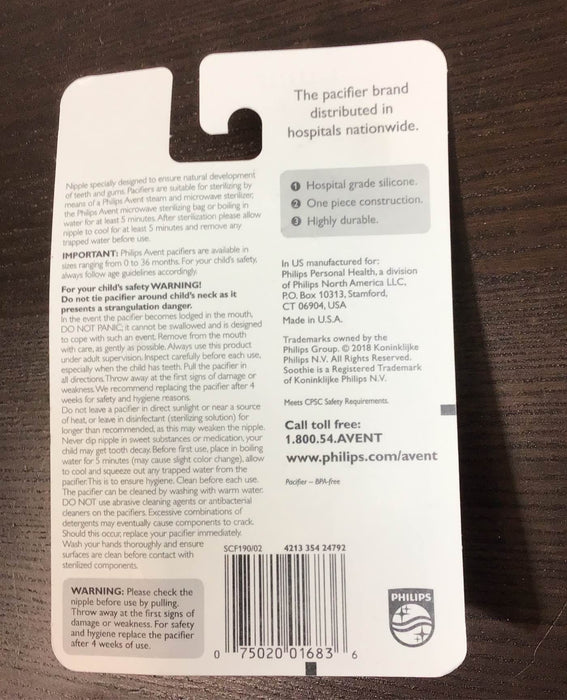 The pacifier brand
distributed in
hospitals nationwide.
Nipple specially designed to ensure natural development
of teeth and gums. Pacifiers are suitable for sterilizing by
means of a Philips Avent steam and microwave sterilizer,
the Philips Avent microwave sterilizing bag or boiling in
water for at least 5 minutes. After sterilization please allow
nipple to cool for at least 5 minutes and remove any
trapped water before use.
IMPORTANT: Philips Avent pacifiers are available in
sizes ranging from 0 to 36 months. For your child's safety,
always follow age guidelines accordingly.
For your child's safety WARNING!
Do not tie pacifier around child's neck as it
presents a strangulation danger.
In the event the pacifier becomes lodged in the mouth,
DO NOT PANIC; it cannot be swallowed and is designed
to cope with such an event. Remove from the mouth
with care, as gently as possible. Always use this product
under adult supervision. Inspect carefully before each use,
especially when the child has teeth. Pull the pacifier in
all directions. Throw away at the first signs of damage or
weakness. We recommend replacing the pacifier after 4
weeks for safety and hygiene reasons.
Do not leave a pacifier in direct sunlight or near a source
of heat, or leave in disinfectant (sterilizing solution) for
longer than recommended, as this may weaken the nipple.
Never dip nipple in sweet substances or medication, your
child may get tooth decay. Before first use, place in boiling
water for 5 minutes (may cause slight color change), allow
to cool and squeeze out any trapped water from the
pacifier. This is to ensure hygiene. Clean before each use.
The pacifier can be cleaned by washing with warm water.
DO NOT use abrasive cleaning agents or antibacterial
cleaners on the pacifiers. Excessive combinations of
detergents may eventually cause components to crack.
Should this occur, replace your pacifier immediately.
Wash your hands thoroughly and ensure
surfaces are clean before contact with
sterilized components.
WARNING: Please check the
nipple before use by pulling.
Throw away at the first signs of
damage or weakness. For safety
and hygiene replace the pacifier
after 4 weeks of use.
1 Hospital grade silicone.
2 One piece construction.
3 Highly durable.
In US manufactured for:
Philips Personal Health, a division
of Philips North America LLC,
P.O. Box 10313, Stamford,
CT 06904, USA
Made in U.S.A.
Trademarks owned by the
Philips Group. © 2018 Koninklijke
Philips N.V. All Rights Reserved.
Soothie is a Registered Trademark
of Koninklijke Philips N.V.
Meets CPSC Safety Requirements.
Call toll free:
1.800.54.AVENT
www.philips.com/avent
Pacifier – BPA-free
SCF190/02 4213 354 24792
0 75020 01683 6
PHILIPS